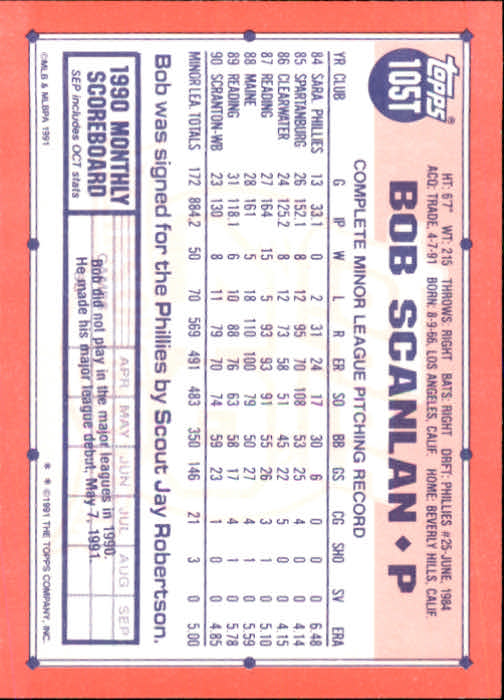 TOPPS®
105T
HT: 6'7" WT: 215 THROWS: RIGHT BATS: RIGHT DRFT: PHILLIES #25-JUNE, 1984
ACQ: TRADE, 4-7-91 BORN: 8-9-66, LOS ANGELES, CALIF. HOME: BEVERLY HILLS, CALIF.
BOB SCANLAN ◆ P
COMPLETE MINOR LEAGUE PITCHING RECORD
YR CLUB G IP W L R ER SO BB GS CG SHO SV ERA
84 SARA. PHILLIES 13 33.1 0 2 31 24 17 30 6 0 0 0 6.48
85 SPARTANBURG 26 152.1 8 12 95 70 108 53 25 4 0 0 4.14
86 CLEARWATER 24 125.2 8 12 73 58 51 45 22 5 0 0 4.15
87 READING 27 164 15 5 93 93 91 55 26 3 1 0 5.10
88 MAINE 28 161 5 18 110 100 79 50 27 4 1 0 5.59
89 READING 31 118.1 6 10 88 76 63 58 17 4 1 0 5.78
90 SCRANTON-WB 23 130 8 11 79 70 74 59 23 1 0 0 4.85
MINOR LEA. TOTALS 172 884.2 50 70 569 491 483 350 146 21 3 0 5.00
Bob was signed for the Phillies by Scout Jay Robertson.
1990 MONTHLY
SCOREBOARD
SEP includes OCT stats
APR MAY JUN JUL AUG SEP
Bob did not play in the major leagues in 1990.
He made his major league debut, May 7, 1991.
©MLB & MLBPA 1991
* * ©1991 THE TOPPS COMPANY, INC.